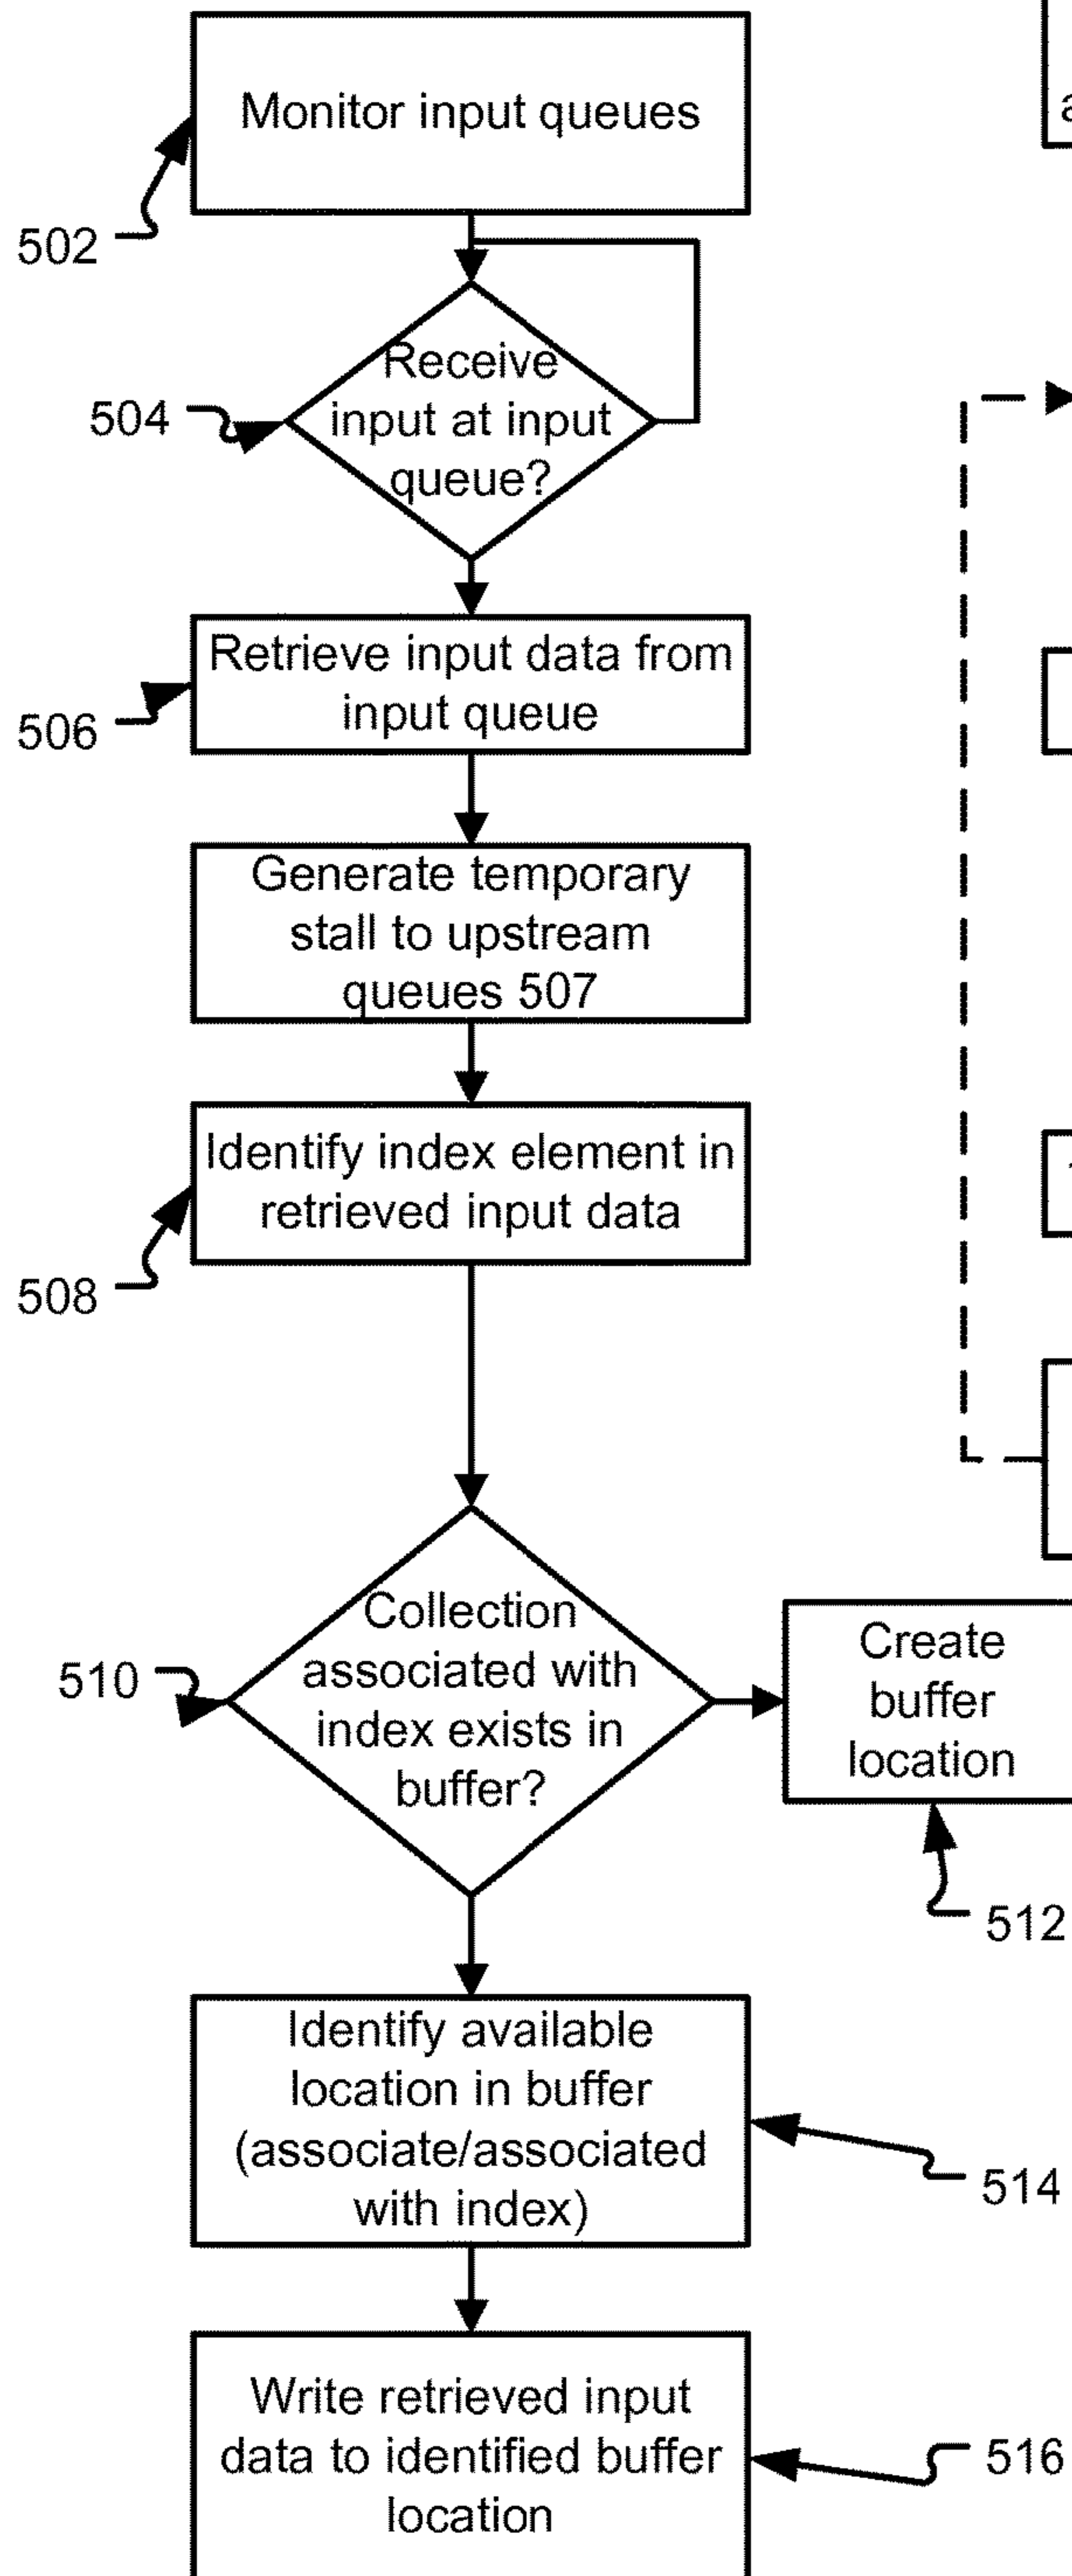 Monitor input queues
502
Receive
input at input
queue?
504
Retrieve input data from
input queue
506
Generate temporary
stall to upstream
queues 507
Identify index element in
retrieved input data
508
Collection
associated with
index exists in
buffer?
510
Create
buffer
location
512
Identify available
location in buffer
(associate/associated
with index)
514
Write retrieved input
data to identified buffer
location
516